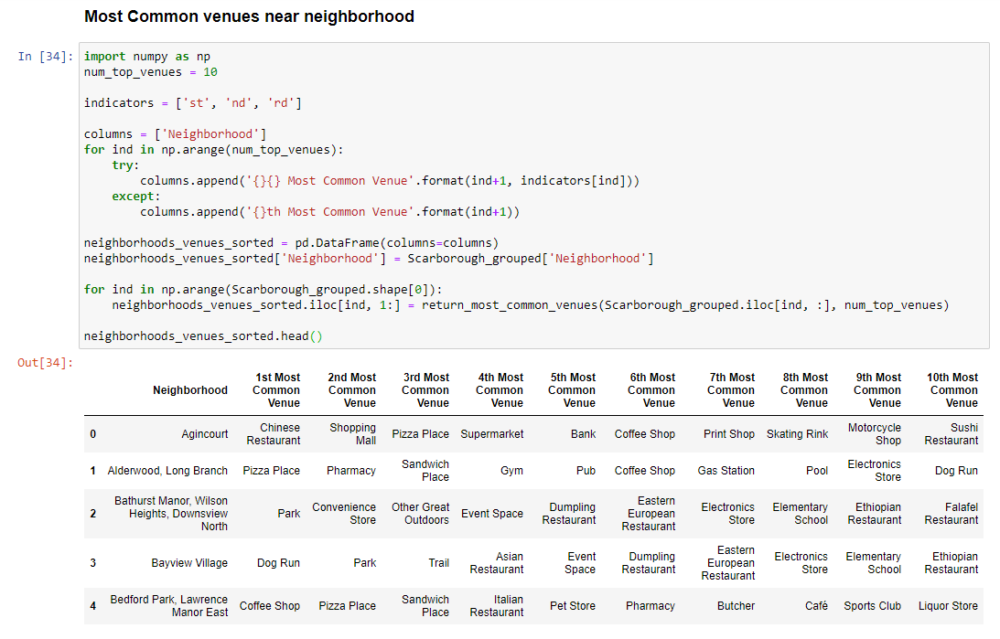 Most Common venues near neighborhood
In [34]:
import numpy as np
num_top_venues = 10
indicators = ['st', 'nd', 'rd']
columns = ['Neighborhood']
for ind in np.arange(num_top_venues):
    try:
        columns.append('{}{} Most Common Venue'.format(ind+1, indicators[ind]))
    except:
        columns.append('{}th Most Common Venue'.format(ind+1))
neighborhoods_venues_sorted = pd.DataFrame(columns=columns)
neighborhoods_venues_sorted['Neighborhood'] = Scarborough_grouped['Neighborhood']
for ind in np.arange(Scarborough_grouped.shape[0]):
    neighborhoods_venues_sorted.iloc[ind, 1:] = return_most_common_venues(Scarborough_grouped.iloc[ind, :], num_top_venues)
neighborhoods_venues_sorted.head()
Out[34]:
Neighborhood 1st Most Common Venue 2nd Most Common Venue 3rd Most Common Venue 4th Most Common Venue 5th Most Common Venue 6th Most Common Venue 7th Most Common Venue 8th Most Common Venue 9th Most Common Venue 10th Most Common Venue
0 Agincourt Chinese Restaurant Shopping Mall Pizza Place Supermarket Bank Coffee Shop Print Shop Skating Rink Motorcycle Shop Sushi Restaurant
1 Alderwood, Long Branch Pizza Place Pharmacy Sandwich Place Gym Pub Coffee Shop Gas Station Pool Electronics Store Dog Run
2 Bathurst Manor, Wilson Heights, Downsview North Park Convenience Store Other Great Outdoors Event Space Dumpling Restaurant Eastern European Restaurant Electronics Store Elementary School Ethiopian Restaurant Falafel Restaurant
3 Bayview Village Dog Run Park Trail Asian Restaurant Event Space Dumpling Restaurant Eastern European Restaurant Electronics Store Elementary School Ethiopian Restaurant
4 Bedford Park, Lawrence Manor East Coffee Shop Pizza Place Sandwich Place Italian Restaurant Pet Store Pharmacy Butcher Café Sports Club Liquor Store